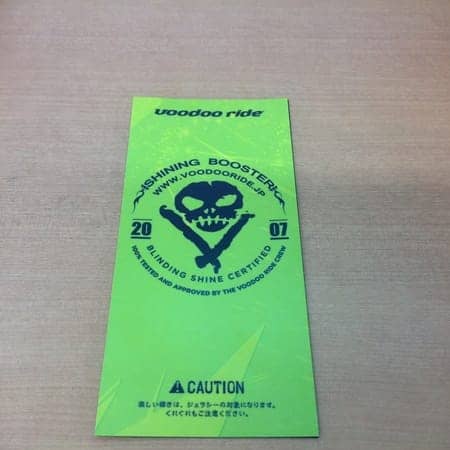 voodoo ride
SHINING BOOSTER
WWW.VOODOORIDE.JP
20 07
BLINDING SHINE CERTIFIED
100% TESTED AND APPROVED BY THE VOODOO RIDE CREW
CAUTION
美しい輝きは、ジェラシーの対象になります。
くれぐれもご注意ください。